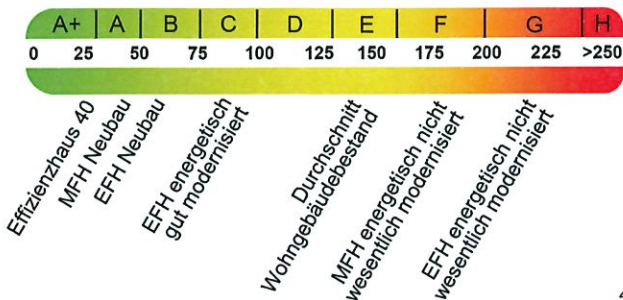 A+ A B C D E F G H
0 25 50 75 100 125 150 175 200 225 >250
Effizienzhaus 40
MFH Neubau
EFH Neubau
EFH energetisch
gut modernisiert
Durchschnitt
Wohngebäudebestand
MFH energetisch nicht
wesentlich modernisiert
EFH energetisch nicht
wesentlich modernisiert